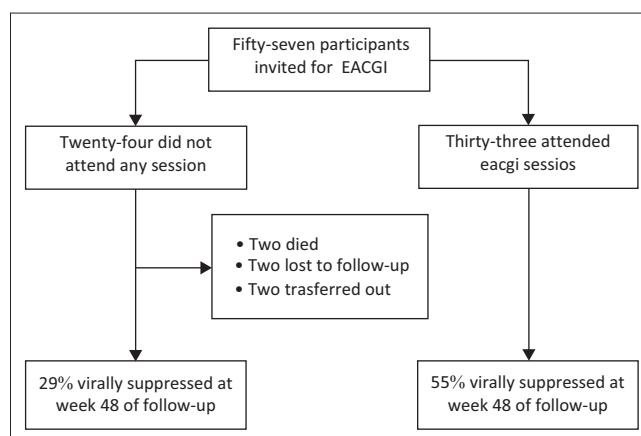 Fifty-seven participants
invited for EACGI
Twenty-four did not
attend any session
Thirty-three attended
eacgi sessios
• Two died
• Two lost to follow-up
• Two trasferred out
29% virally suppressed at
week 48 of follow-up
55% virally suppressed at
week 48 of follow-up